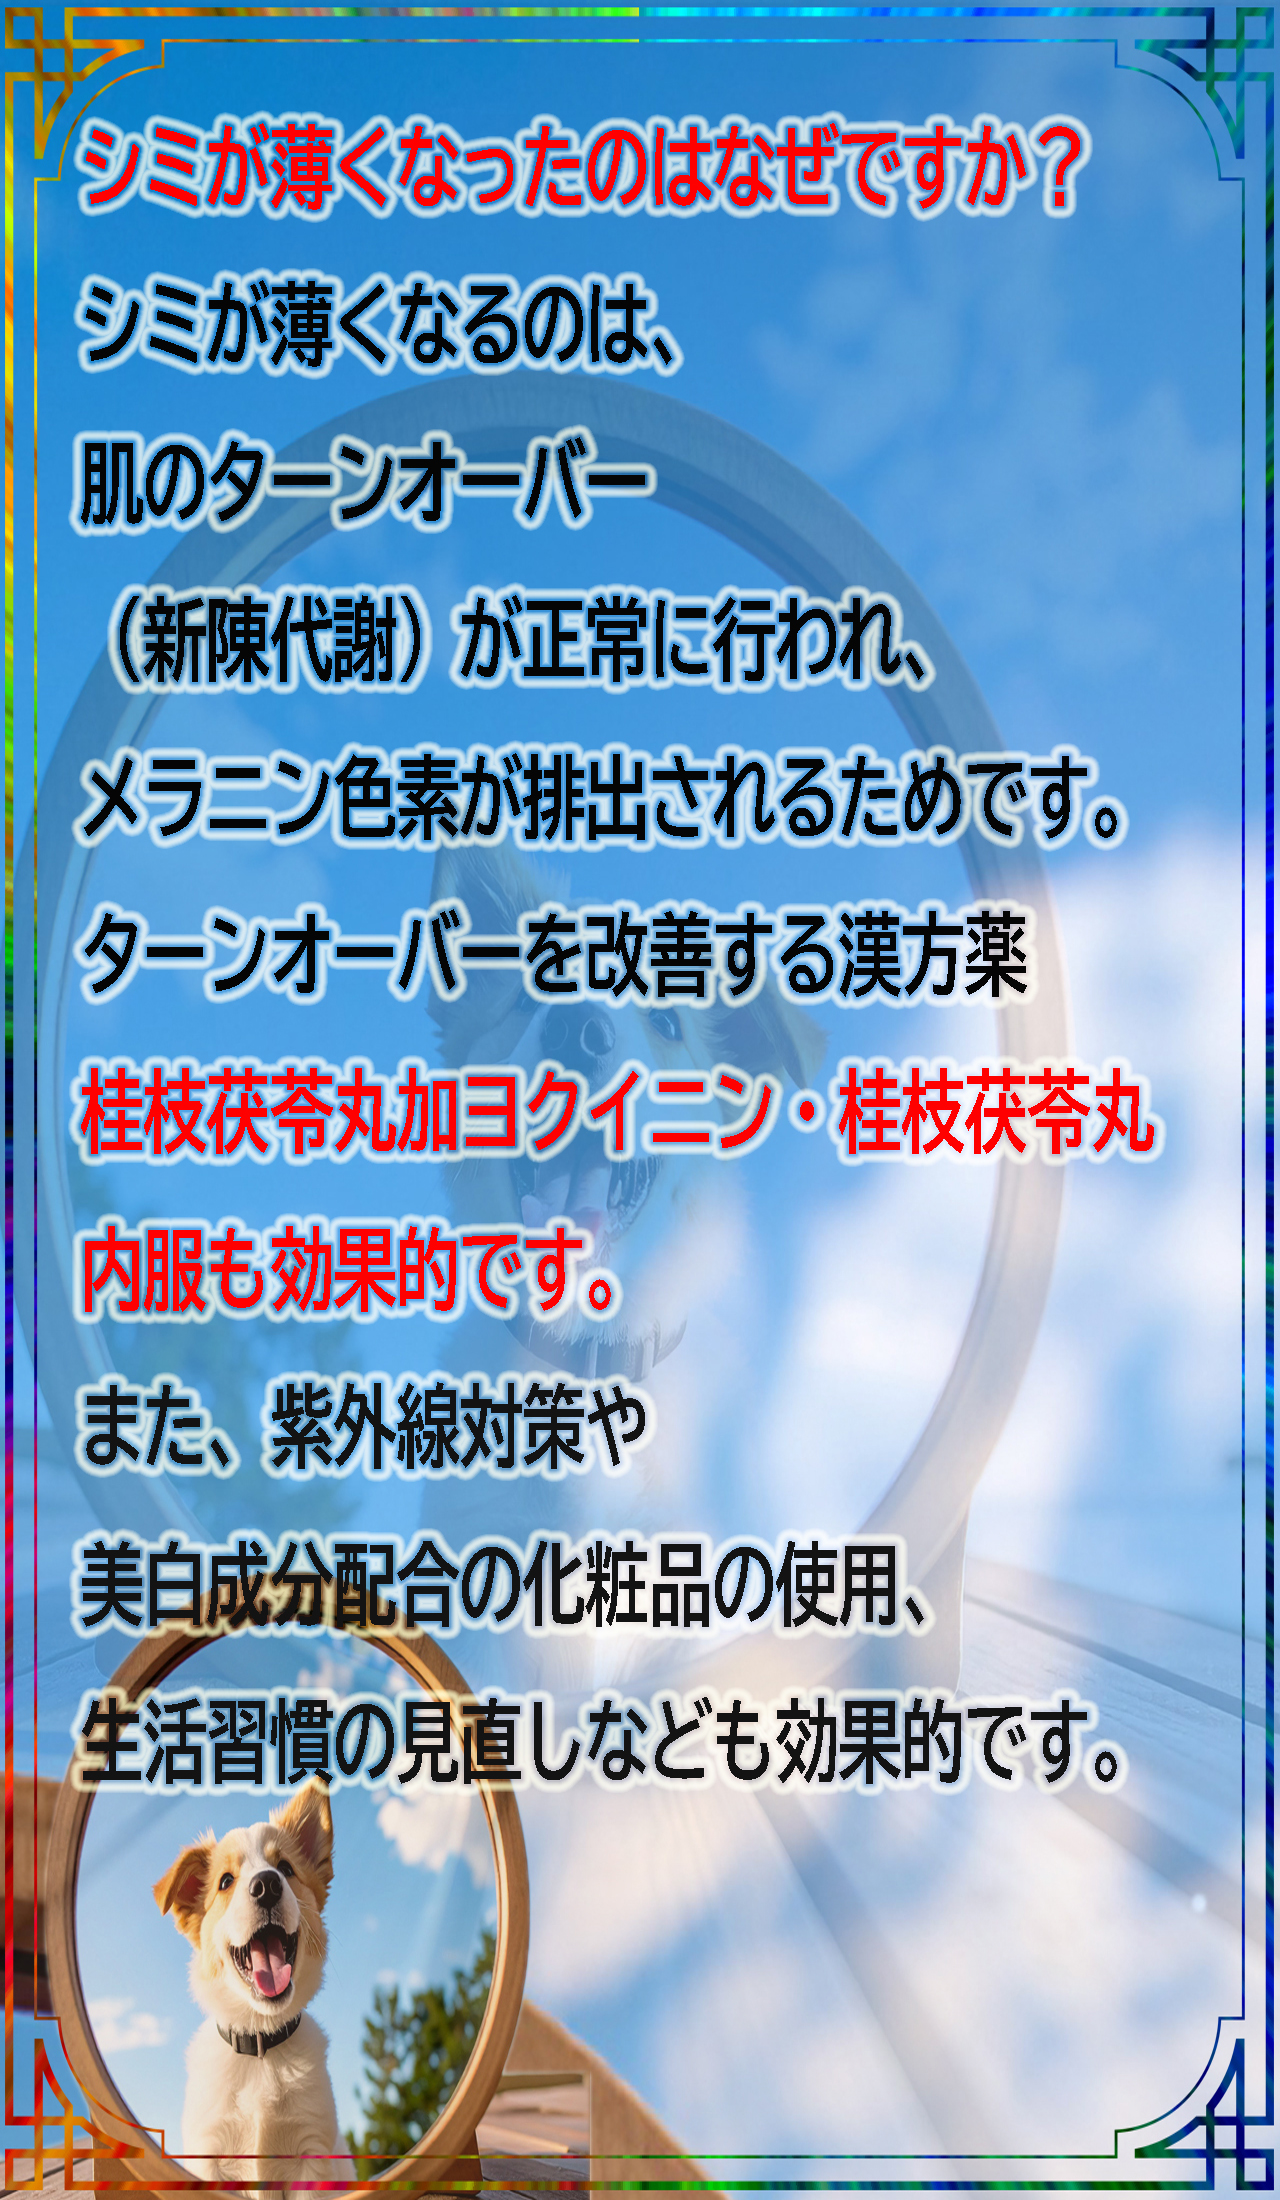 シミが薄くなったのはなぜですか？
シミが薄くなるのは、
肌のターンオーバー
（新陳代謝）が正常に行われ、
メラニン色素が排出されるためです。
ターンオーバーを改善する漢方薬
桂枝茯苓丸加ヨクイニン・桂枝茯苓丸
内服も効果的です。
また、紫外線対策や
美白成分配合の化粧品の使用、
生活習慣の見直しなども効果的です。